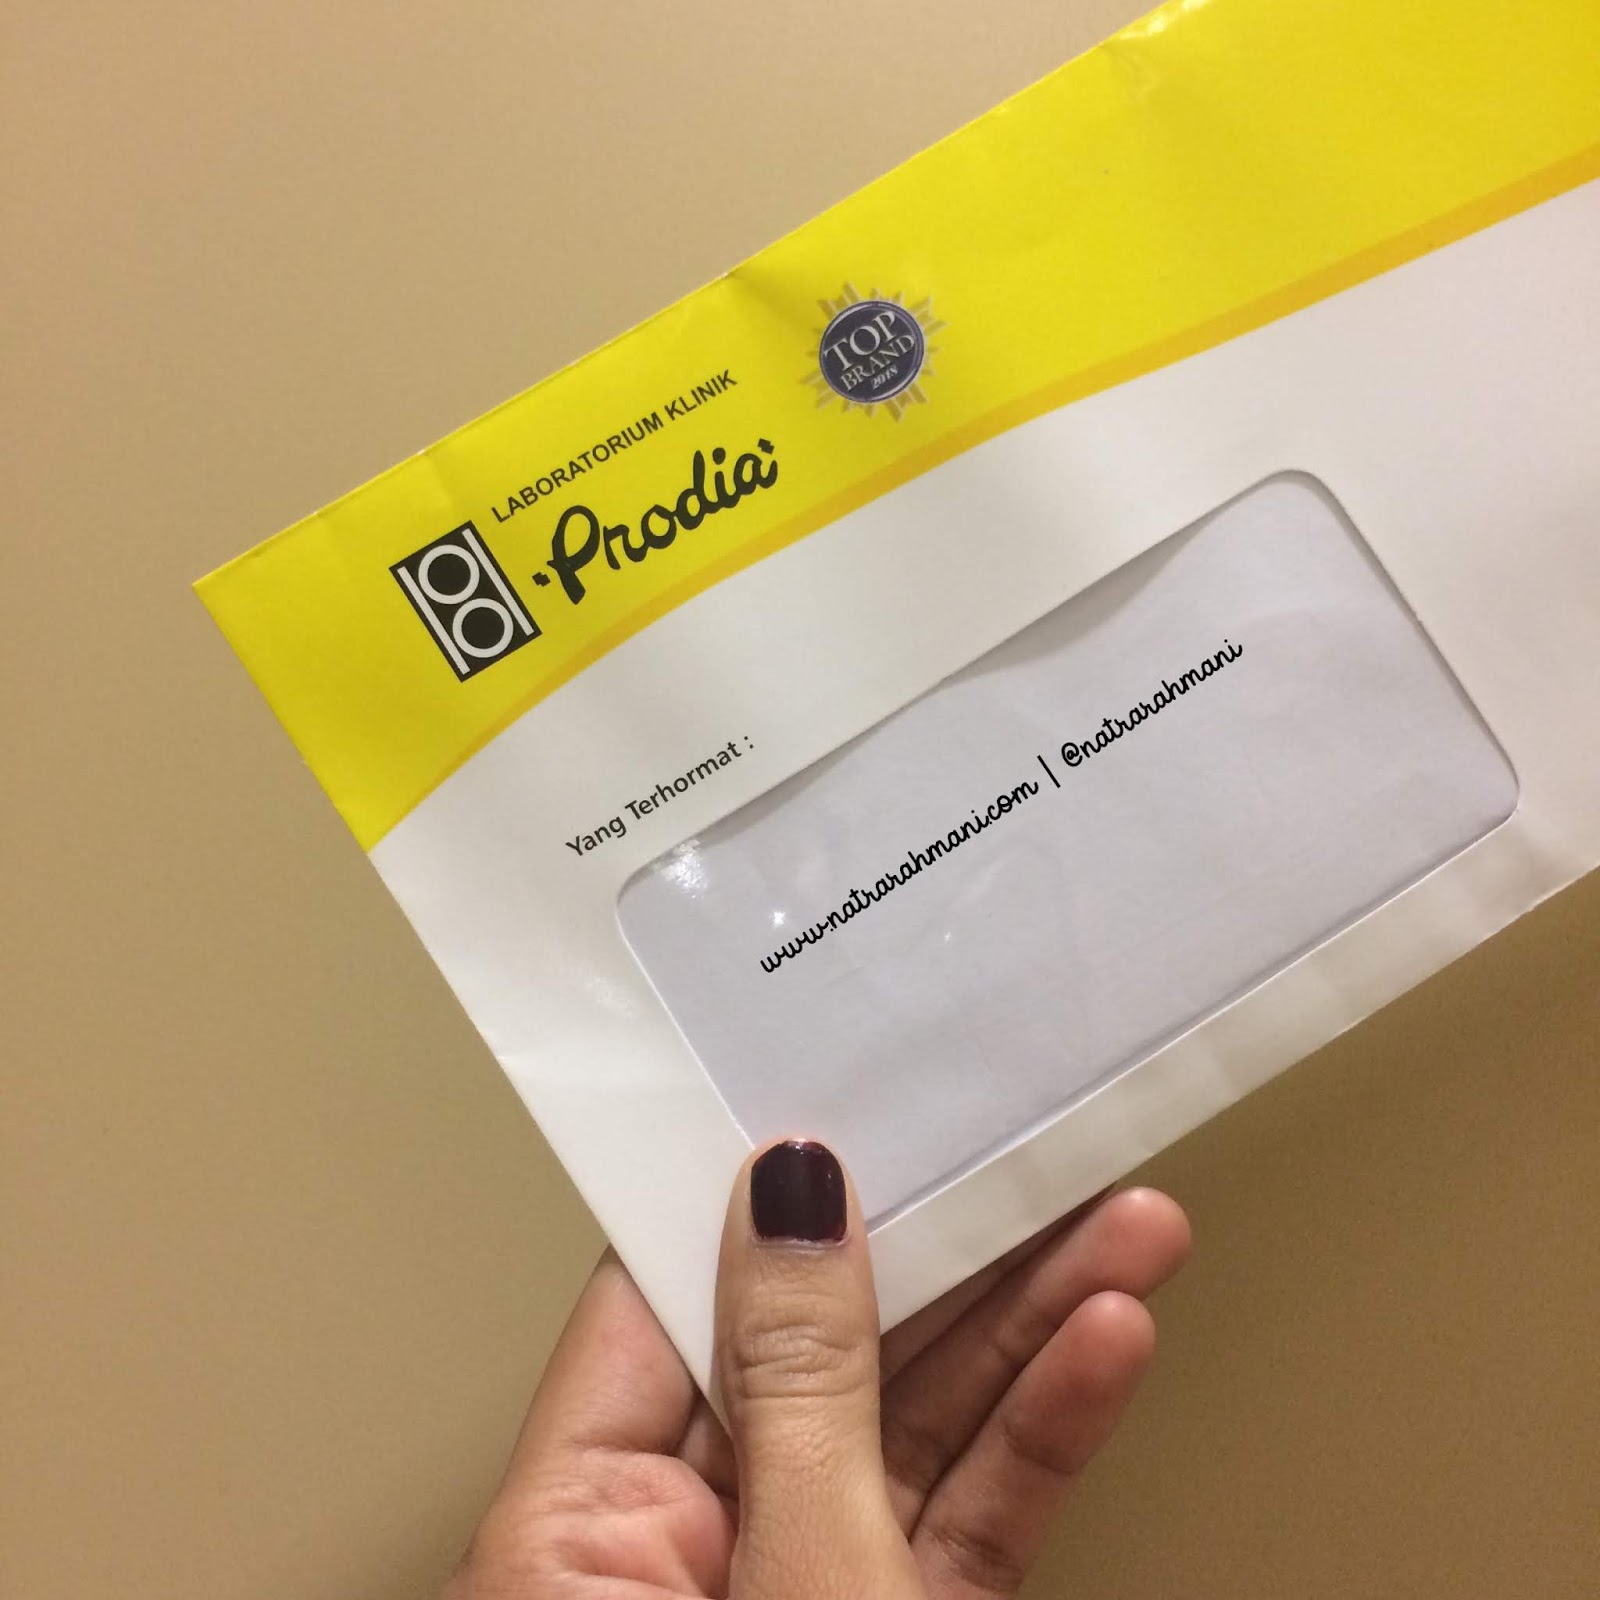 LABORATORIUM KLINIK
Prodia
TOP
BRAND
2018
Yang Terhormat :
www.natrarahmani.com | @natrarahmani